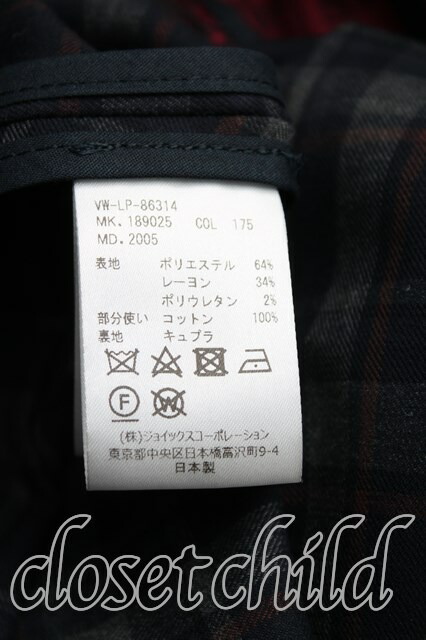 VW-LP-86314
MK. 189025 COL 175
MD. 2005
表地 ポリエステル 64%
レーヨン 34%
ポリウレタン 2%
部分使い コットン 100%
裏地 キュプラ
F W
(株)ジョイックスコーポレーション
東京都中央区日本橋富沢町9-4
日本製
closet child